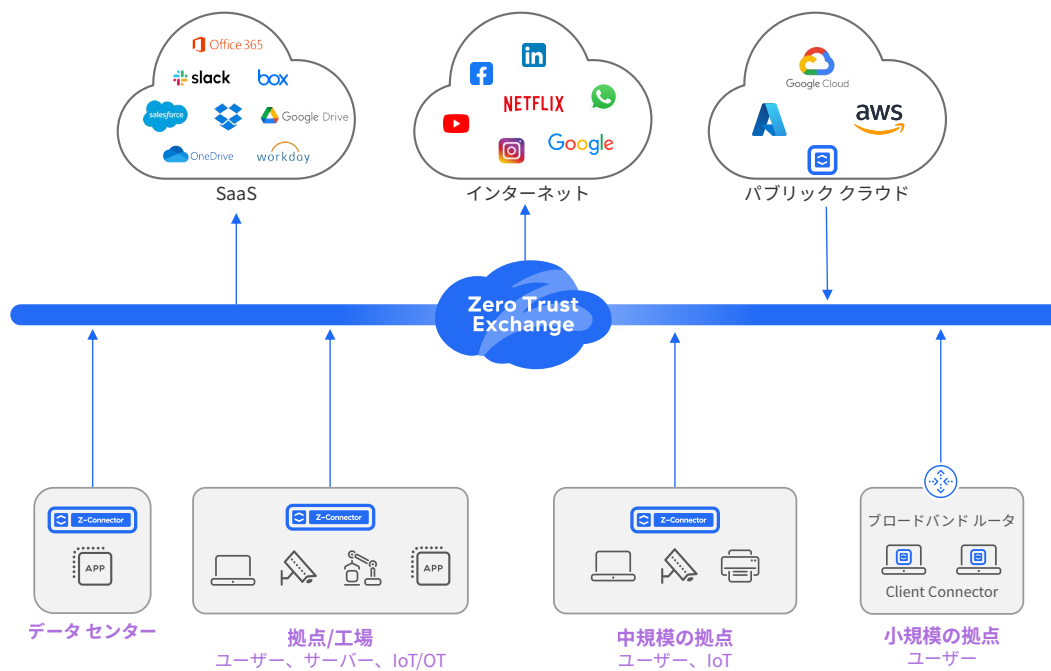 Office 365
slack
box
salesforce
Google Drive
OneDrive
workday
SaaS
in
NETFLIX
Google
インターネット
Google Cloud
aws
パブリック クラウド
Zero Trust
Exchange
Z-Connector
APP
データ センター
Z-Connector
APP
拠点/工場
ユーザー、サーバー、IoT/OT
Z-Connector
中規模の拠点
ユーザー、IoT
ブロードバンド ルータ
Client Connector
小規模の拠点
ユーザー